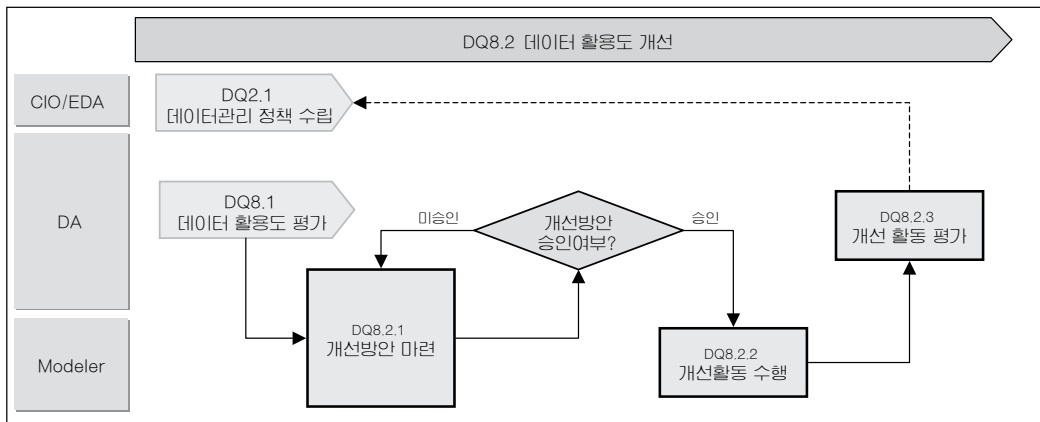 DQ8.2 데이터 활용도 개선
CIO/EDA
DQ2.1
데이터관리 정책 수립
DA
DQ8.1
데이터 활용도 평가
미승인
개선방안
승인여부?
승인
DQ8.2.3
개선 활동 평가
Modeler
DQ8.2.1
개선방안 마련
DQ8.2.2
개선활동 수행